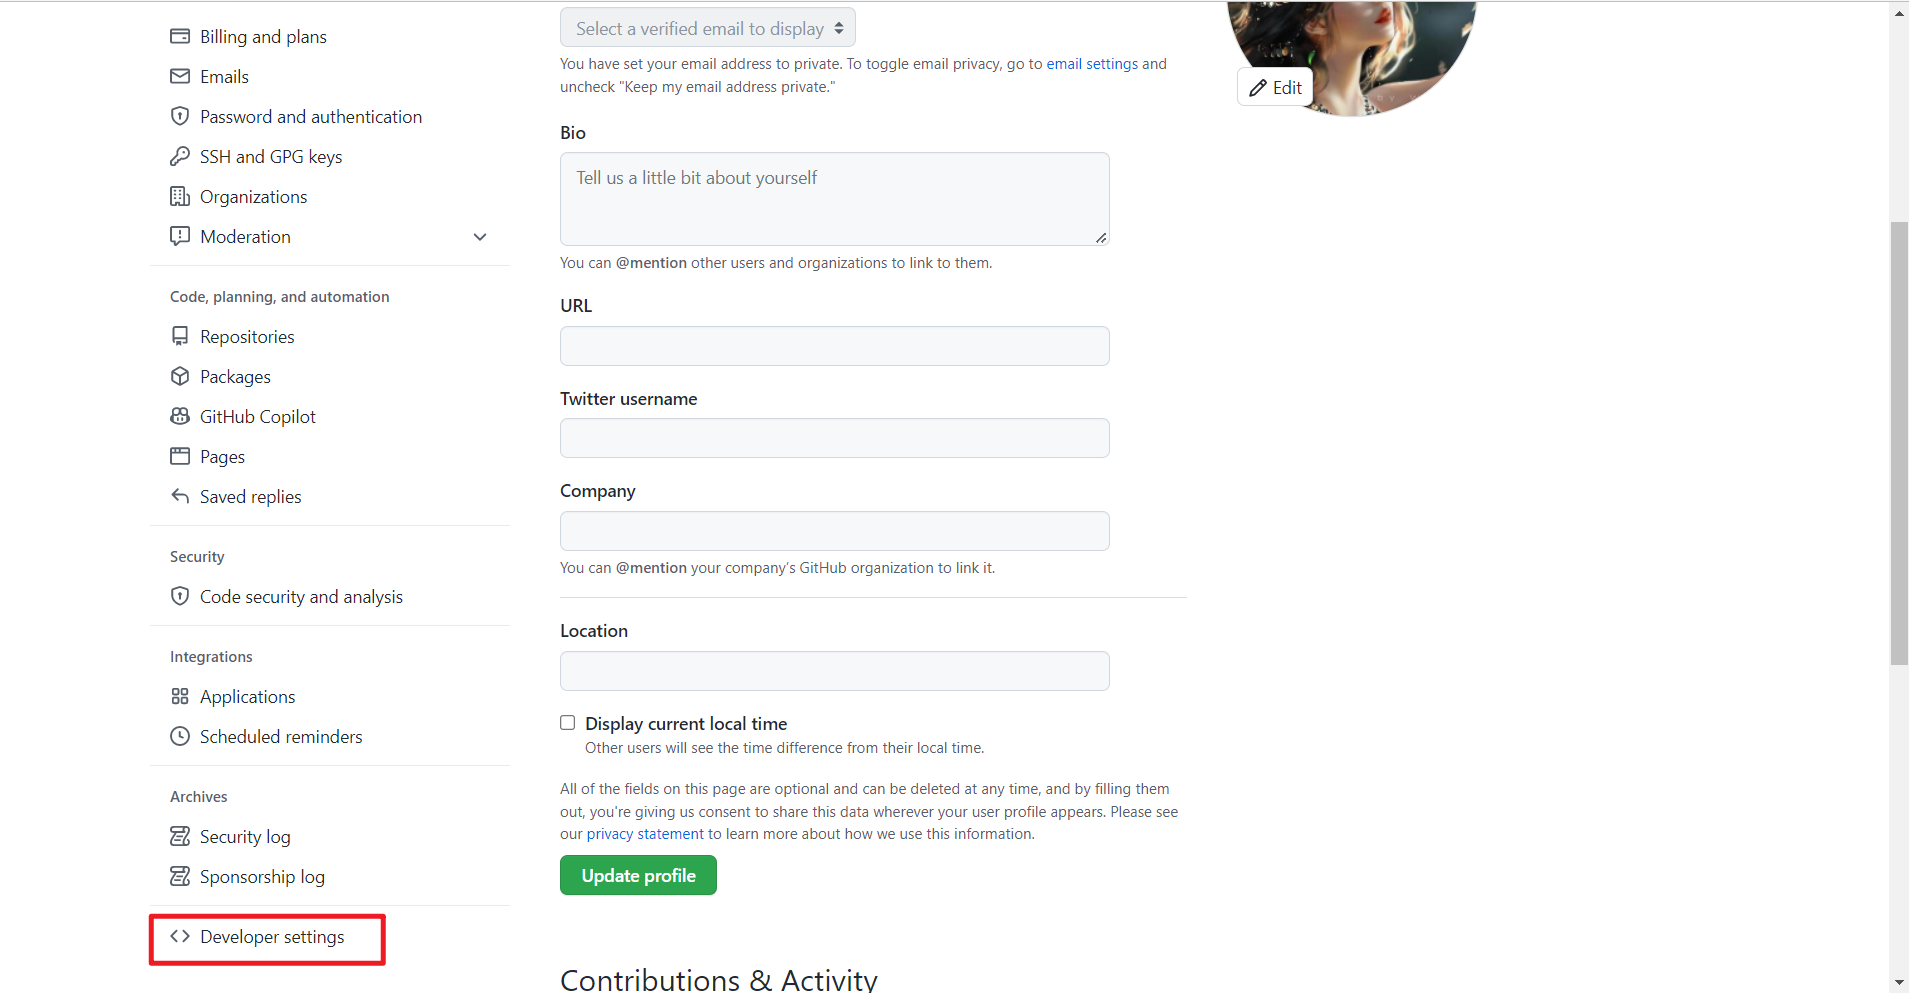 Billing and plans
Emails
Password and authentication
SSH and GPG keys
Organizations
Moderation
Code, planning, and automation
Repositories
Packages
GitHub Copilot
Pages
Saved replies
Security
Code security and analysis
Integrations
Applications
Scheduled reminders
Archives
Security log
Sponsorship log
Developer settings
Select a verified email to display
You have set your email address to private. To toggle email privacy, go to email settings and
uncheck "Keep my email address private."
Bio
Tell us a little bit about yourself
You can @mention other users and organizations to link to them.
URL
Twitter username
Company
You can @mention your company’s GitHub organization to link it.
Location
Display current local time
Other users will see the time difference from their local time.
All of the fields on this page are optional and can be deleted at any time, and by filling them
out, you're giving us consent to share this data wherever your user profile appears. Please see
our privacy statement to learn more about how we use this information.
Update profile
Contributions & Activity
Edit